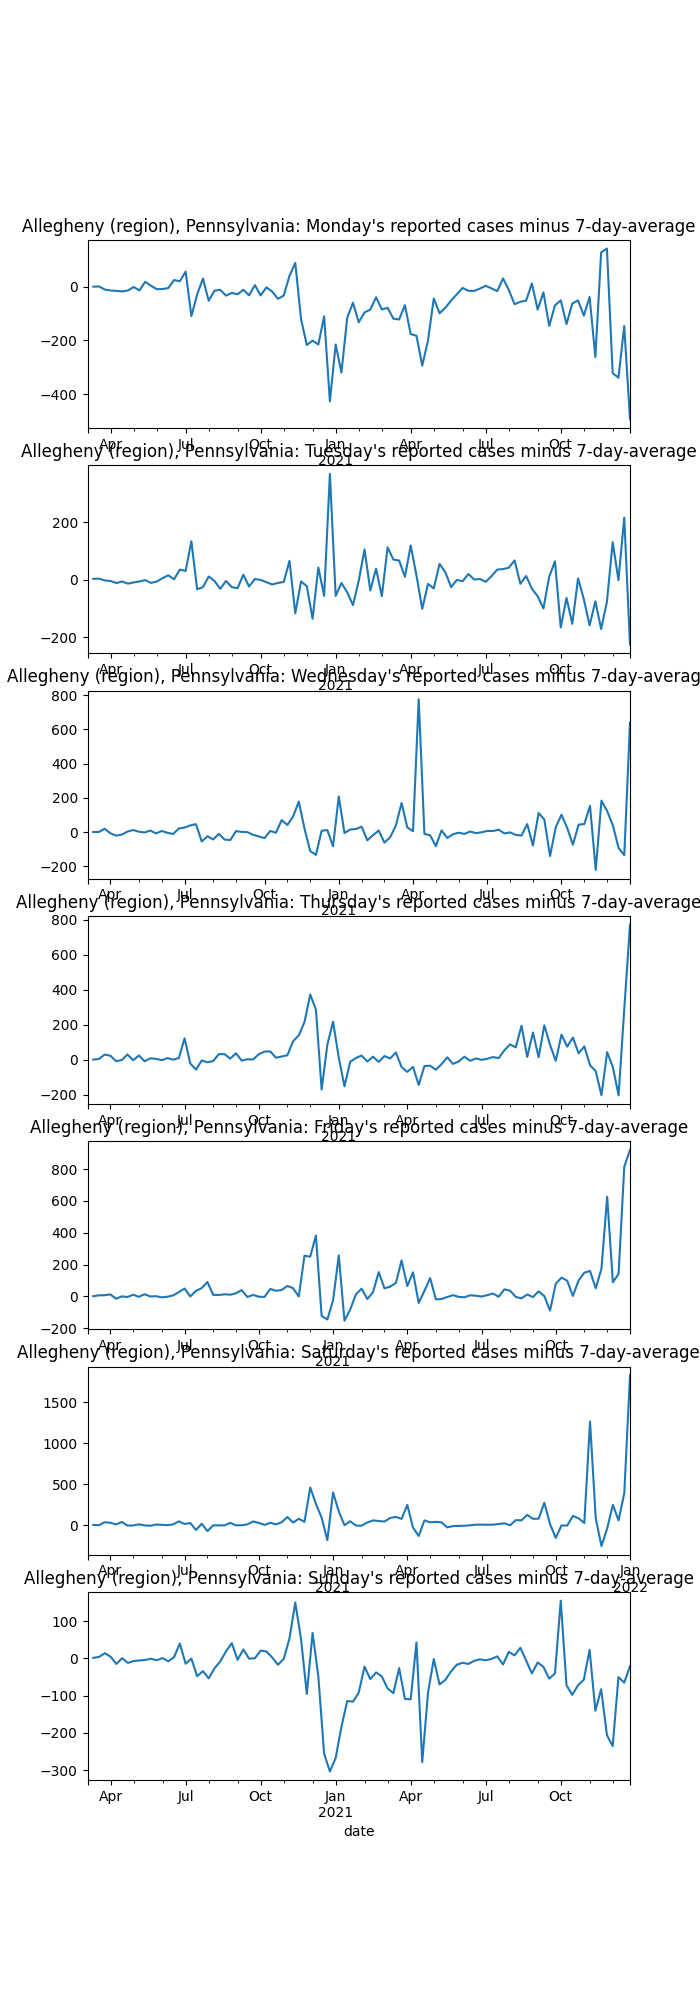 Allegheny (region), Pennsylvania: Monday's reported cases minus 7-day-average
0
−200
−400
Apr Jul Oct Jan Apr Jul Oct
2021
Allegheny (region), Pennsylvania: Tuesday's reported cases minus 7-day-average
200
0
−200
Apr Jul Oct Jan Apr Jul Oct
2021
Allegheny (region), Pennsylvania: Wednesday's reported cases minus 7-day-averag
800
600
400
200
0
−200
Apr Jul Oct Jan Apr Jul Oct
2021
Allegheny (region), Pennsylvania: Thursday's reported cases minus 7-day-average
800
600
400
200
0
−200
Apr Jul Oct Jan Apr Jul Oct
2021
Allegheny (region), Pennsylvania: Friday's reported cases minus 7-day-average
800
600
400
200
0
−200
Apr Jul Oct Jan Apr Jul Oct
2021
Allegheny (region), Pennsylvania: Saturday's reported cases minus 7-day-average
1500
1000
500
0
Apr Jul Oct Jan Apr Jul Oct Jan
2021 2022
Allegheny (region), Pennsylvania: Sunday's reported cases minus 7-day-average
100
0
−100
−200
−300
Apr Jul Oct Jan Apr Jul Oct
2021
date